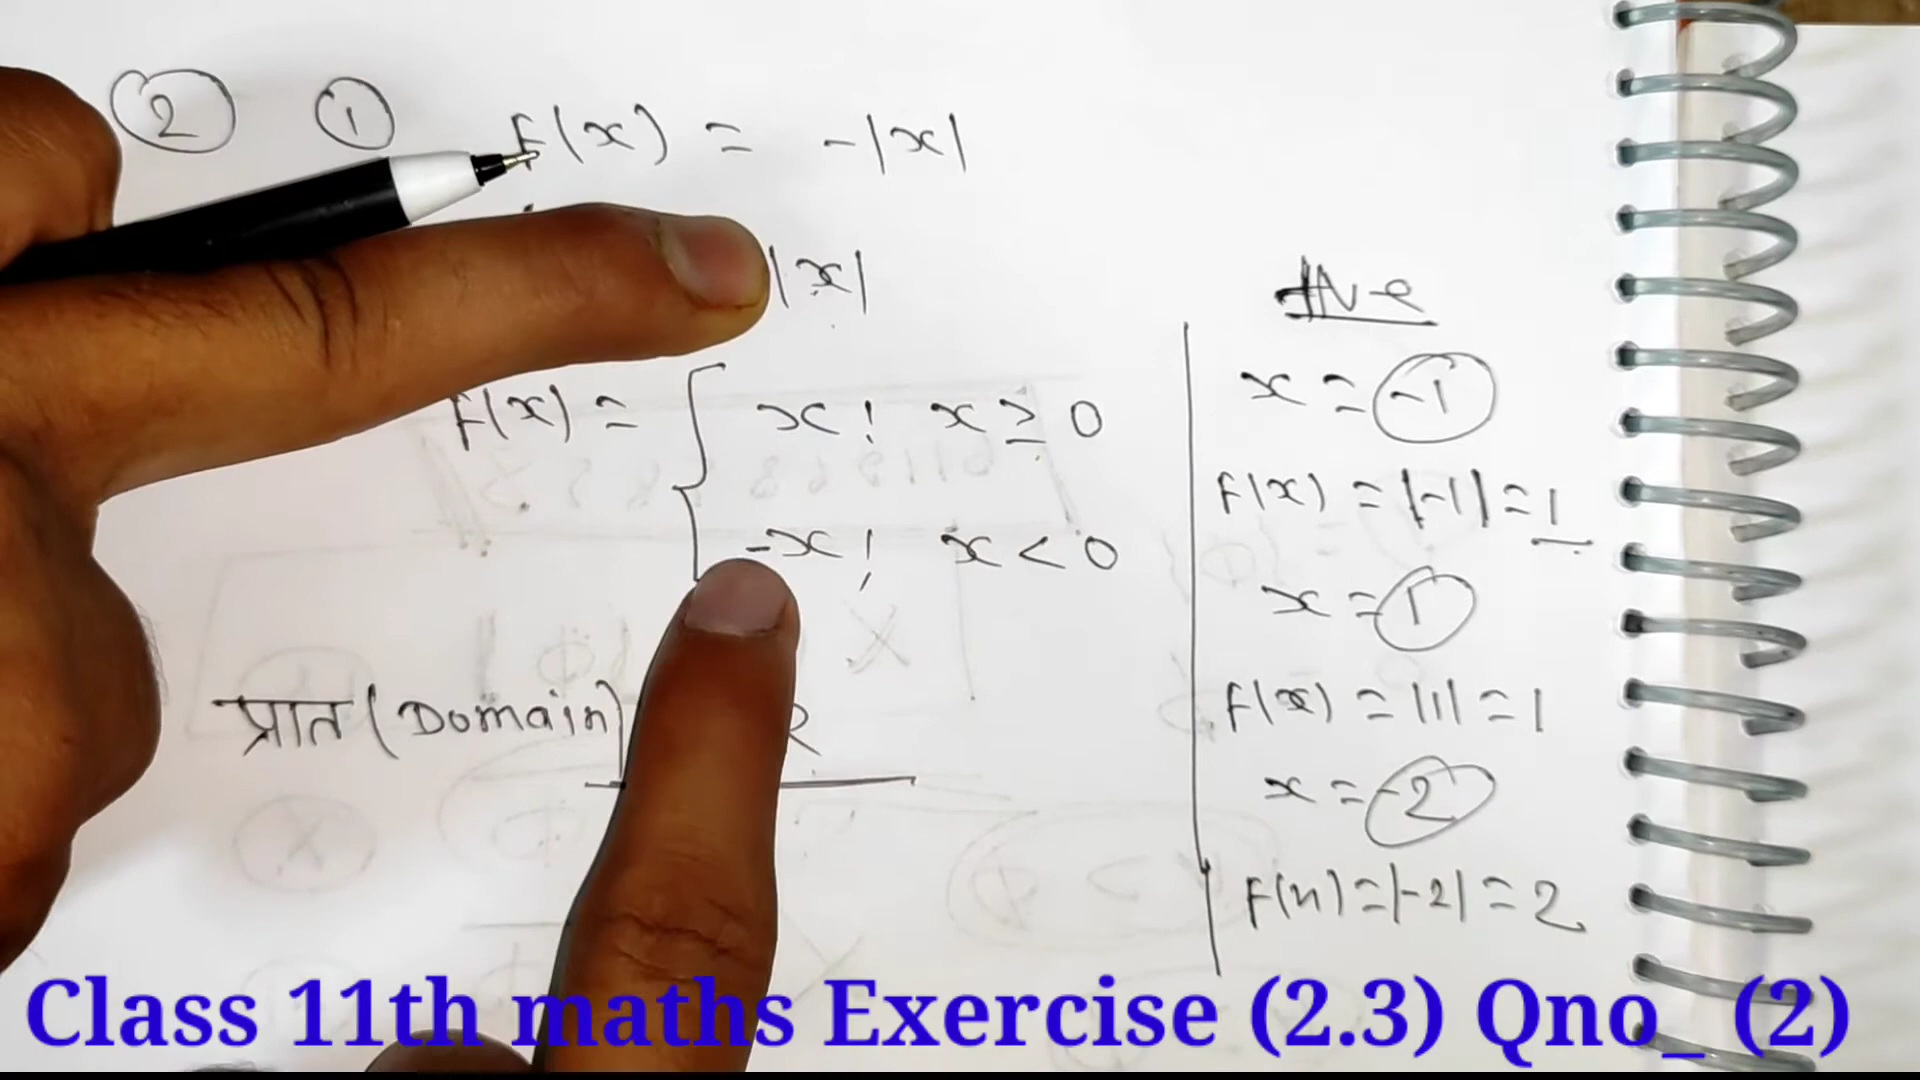 2 1 F(x) = -|x|
|x|
F(x) = { x ; x ≥ 0
-x ; x < 0
प्रात (Domain) R
+Ve
x = -1
F(x) = |-1| = 1
x = 1
F(x) = |1| = 1
x = -2
F(n) = |-2| = 2
Class 11th maths Exercise (2.3) Qno_ (2)